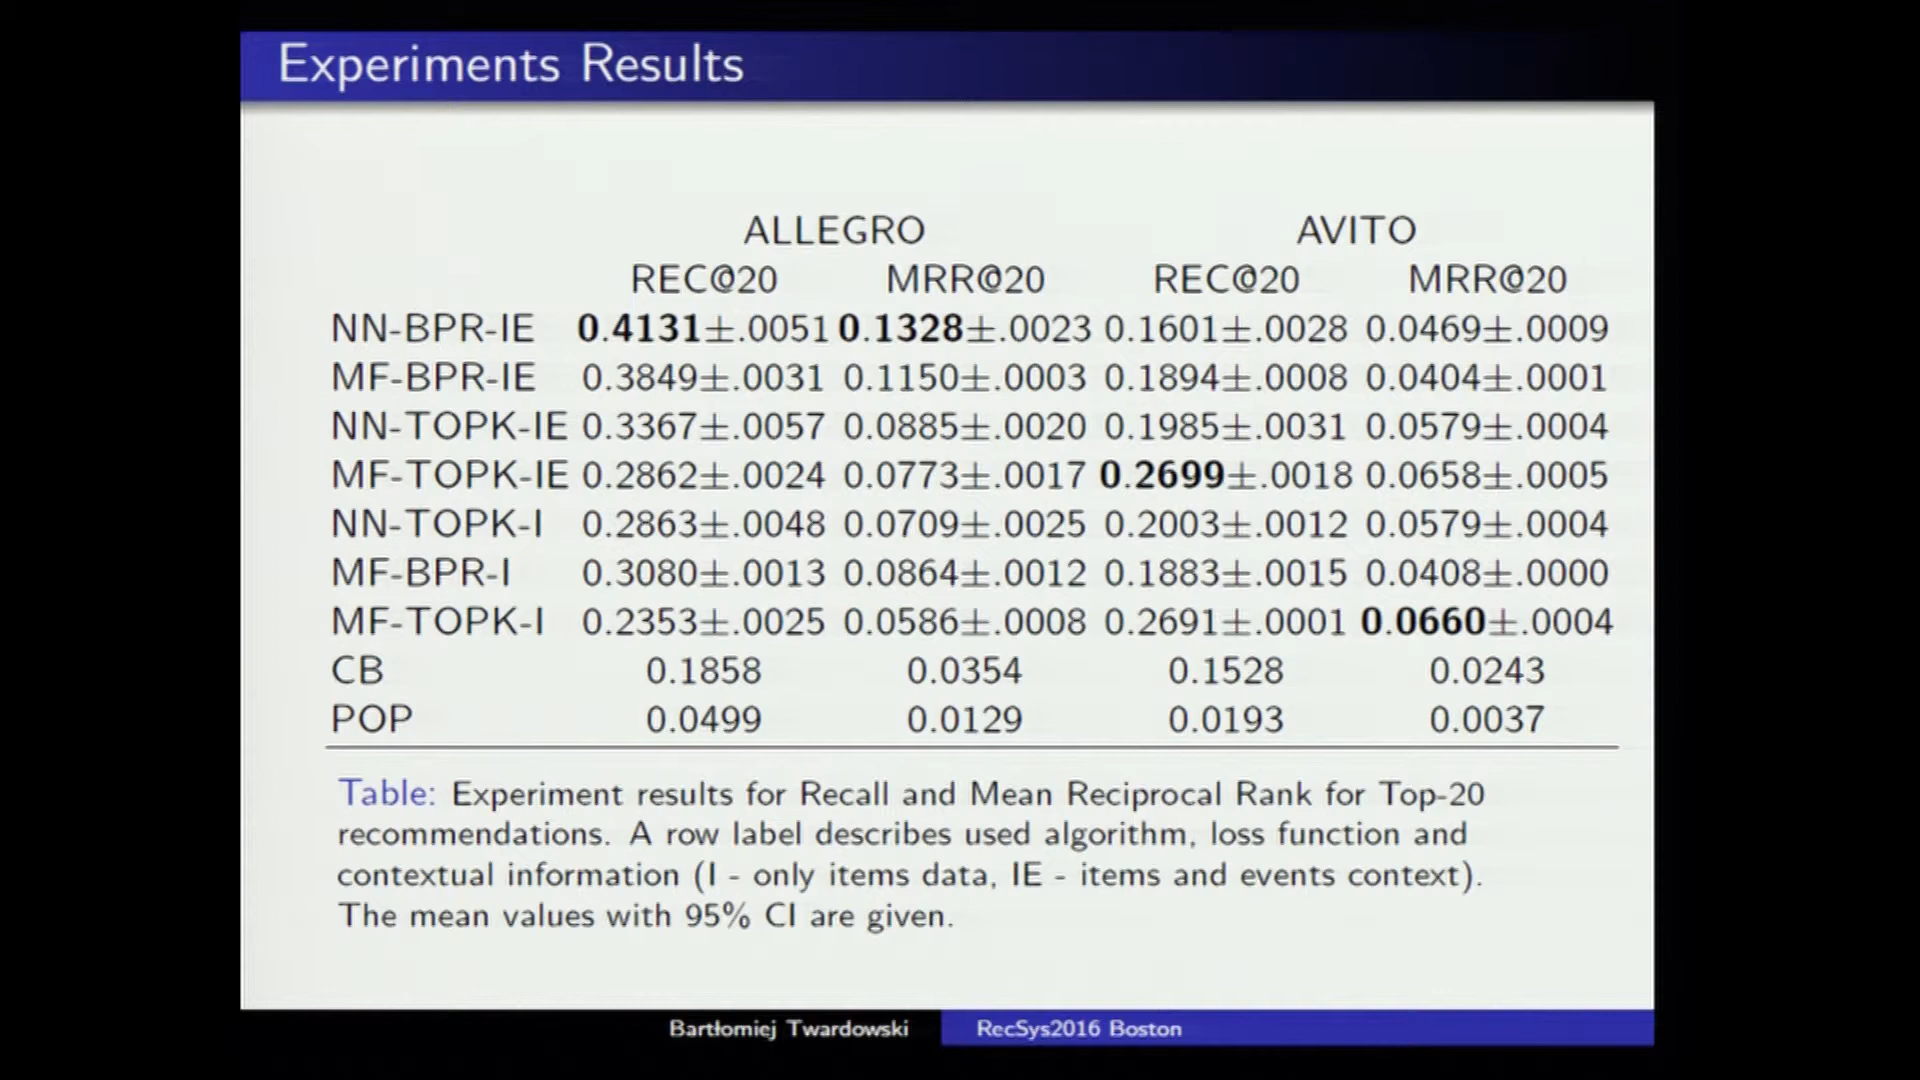 Experiments Results
ALLEGRO AVITO
REC@20 MRR@20 REC@20 MRR@20
NN-BPR-IE 0.4131±.0051 0.1328±.0023 0.1601±.0028 0.0469±.0009
MF-BPR-IE 0.3849±.0031 0.1150±.0003 0.1894±.0008 0.0404±.0001
NN-TOPK-IE 0.3367±.0057 0.0885±.0020 0.1985±.0031 0.0579±.0004
MF-TOPK-IE 0.2862±.0024 0.0773±.0017 0.2699±.0018 0.0658±.0005
NN-TOPK-I 0.2863±.0048 0.0709±.0025 0.2003±.0012 0.0579±.0004
MF-BPR-I 0.3080±.0013 0.0864±.0012 0.1883±.0015 0.0408±.0000
MF-TOPK-I 0.2353±.0025 0.0586±.0008 0.2691±.0001 0.0660±.0004
CB 0.1858 0.0354 0.1528 0.0243
POP 0.0499 0.0129 0.0193 0.0037
Table: Experiment results for Recall and Mean Reciprocal Rank for Top-20
recommendations. A row label describes used algorithm, loss function and
contextual information (I - only items data, IE - items and events context).
The mean values with 95% CI are given.
Bartłomiej Twardowski RecSys2016 Boston